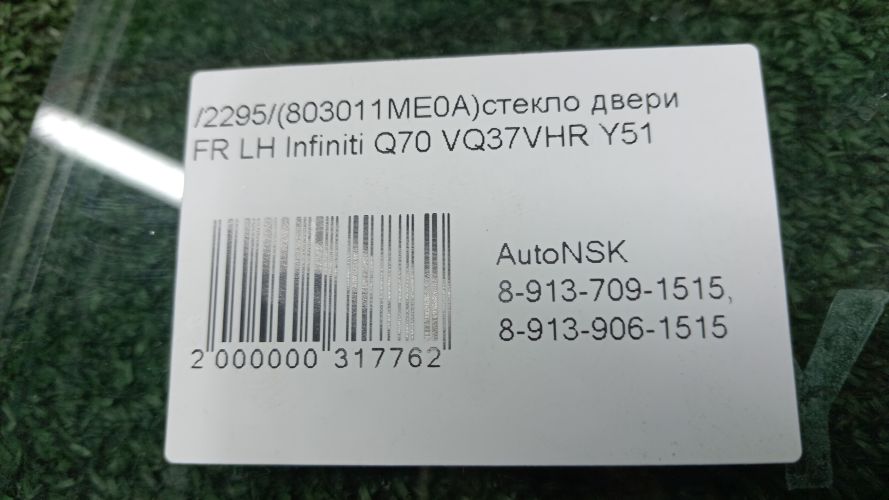 /2295/(803011ME0A)стекло двери
FR LH Infiniti Q70 VQ37VHR Y51
AutoNSK
8-913-709-1515,
8-913-906-1515
2 000000 317762